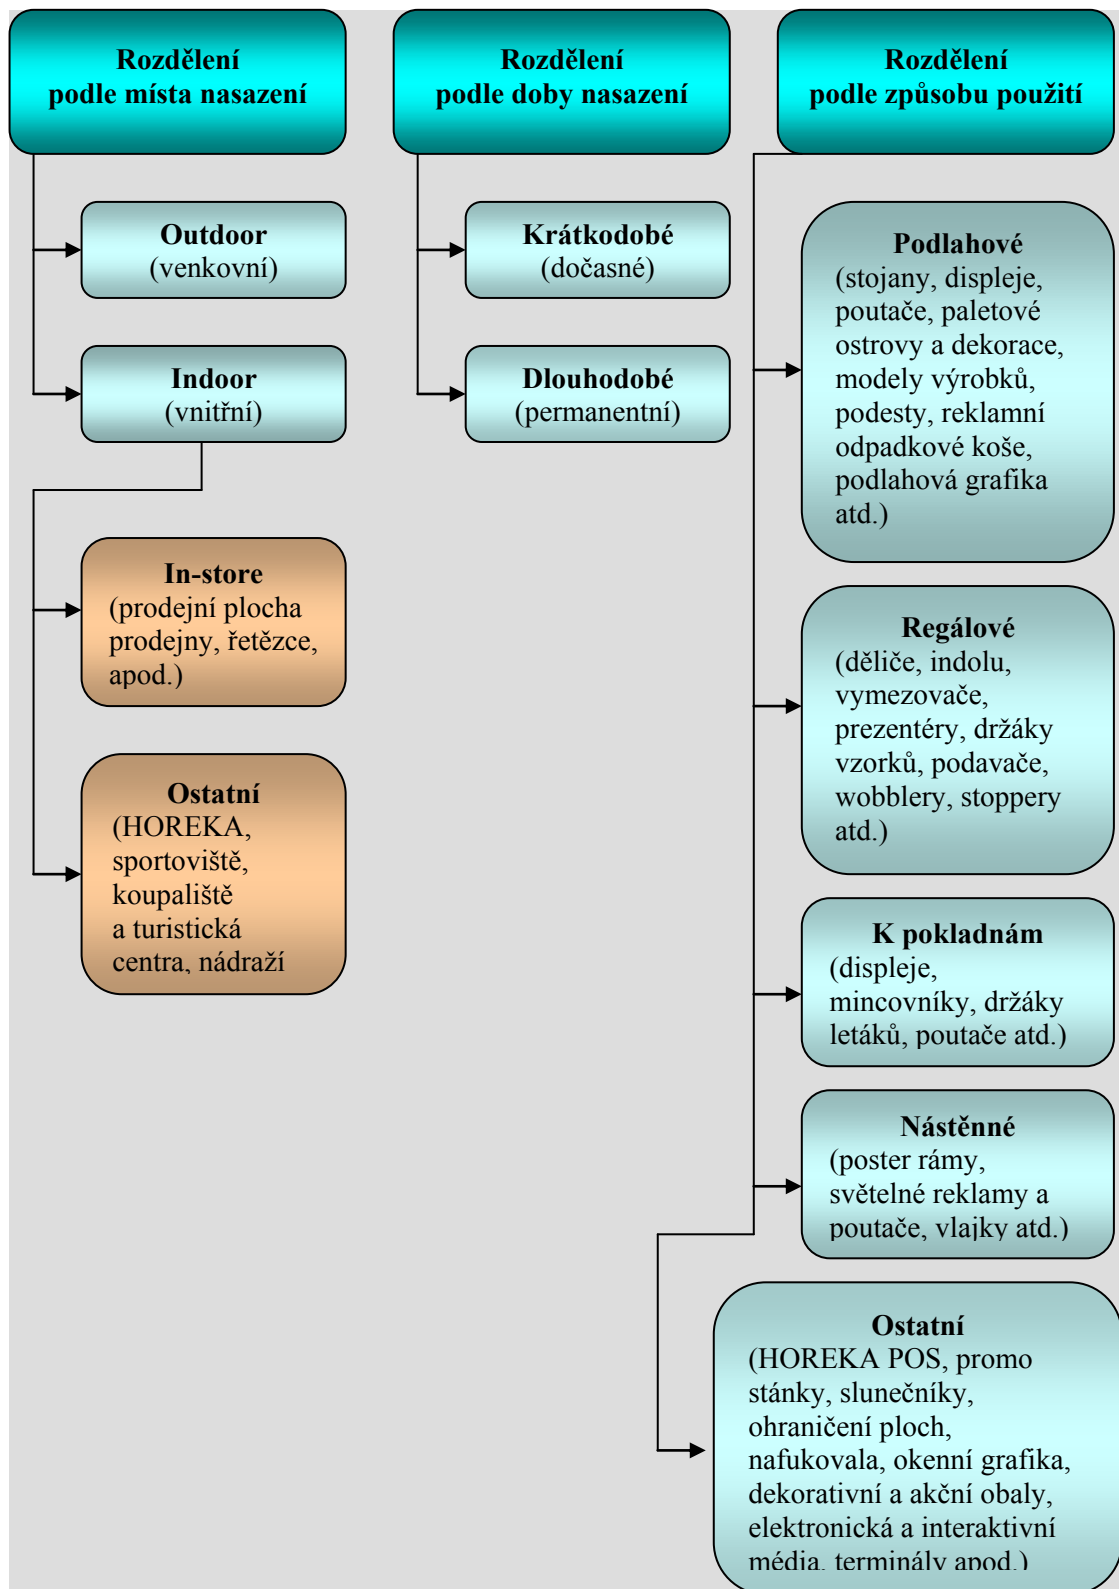 Rozdělení
podle místa nasazení
Outdoor
(venkovní)
Indoor
(vnitřní)
In-store
(prodejní plocha
prodejny, řetězce,
apod.)
Ostatní
(HOREKA,
sportoviště,
koupaliště
a turistická
centra, nádraží
Rozdělení
podle doby nasazení
Krátkodobé
(dočasné)
Dlouhodobé
(permanentní)
Rozdělení
podle způsobu použití
Podlahové
(stojany, displeje,
poutače, paletové
ostrovy a dekorace,
modely výrobků,
podesty, reklamní
odpadkové koše,
podlahová grafika
atd.)
Regálové
(děliče, indolu,
vymezovače,
prezentéry, držáky
vzorků, podavače,
wobblery, stoppery
atd.)
K pokladnám
(displeje,
mincovníky, držáky
letáků, poutače atd.)
Nástěnné
(poster rámy,
světelné reklamy a
poutače, vlajky atd.)
Ostatní
(HOREKA POS, promo
stánky, slunečníky,
ohraničení ploch,
nafukovala, okenní grafika,
dekorativní a akční obaly,
elektronická a interaktivní
média, terminály apod.)